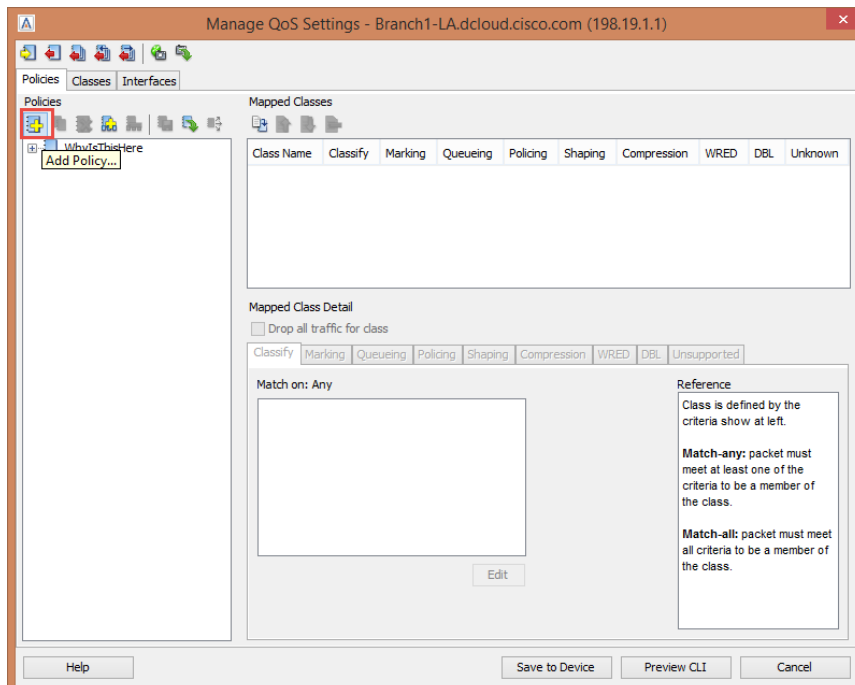 Manage QoS Settings - Branch1-LA.dcloud.cisco.com (198.19.1.1)
Policies Classes Interfaces
Policies
WhyIsThisHere
Add Policy...
Mapped Classes
Class Name Classify Marking Queueing Policing Shaping Compression WRED DBL Unknown
Mapped Class Detail
Drop all traffic for class
Classify Marking Queueing Policing Shaping Compression WRED DBL Unsupported
Match on: Any
Edit
Reference
Class is defined by the
criteria show at left.
Match-any: packet must
meet at least one of the
criteria to be a member of
the class.
Match-all: packet must meet
all criteria to be a member of
the class.
Help Save to Device Preview CLI Cancel